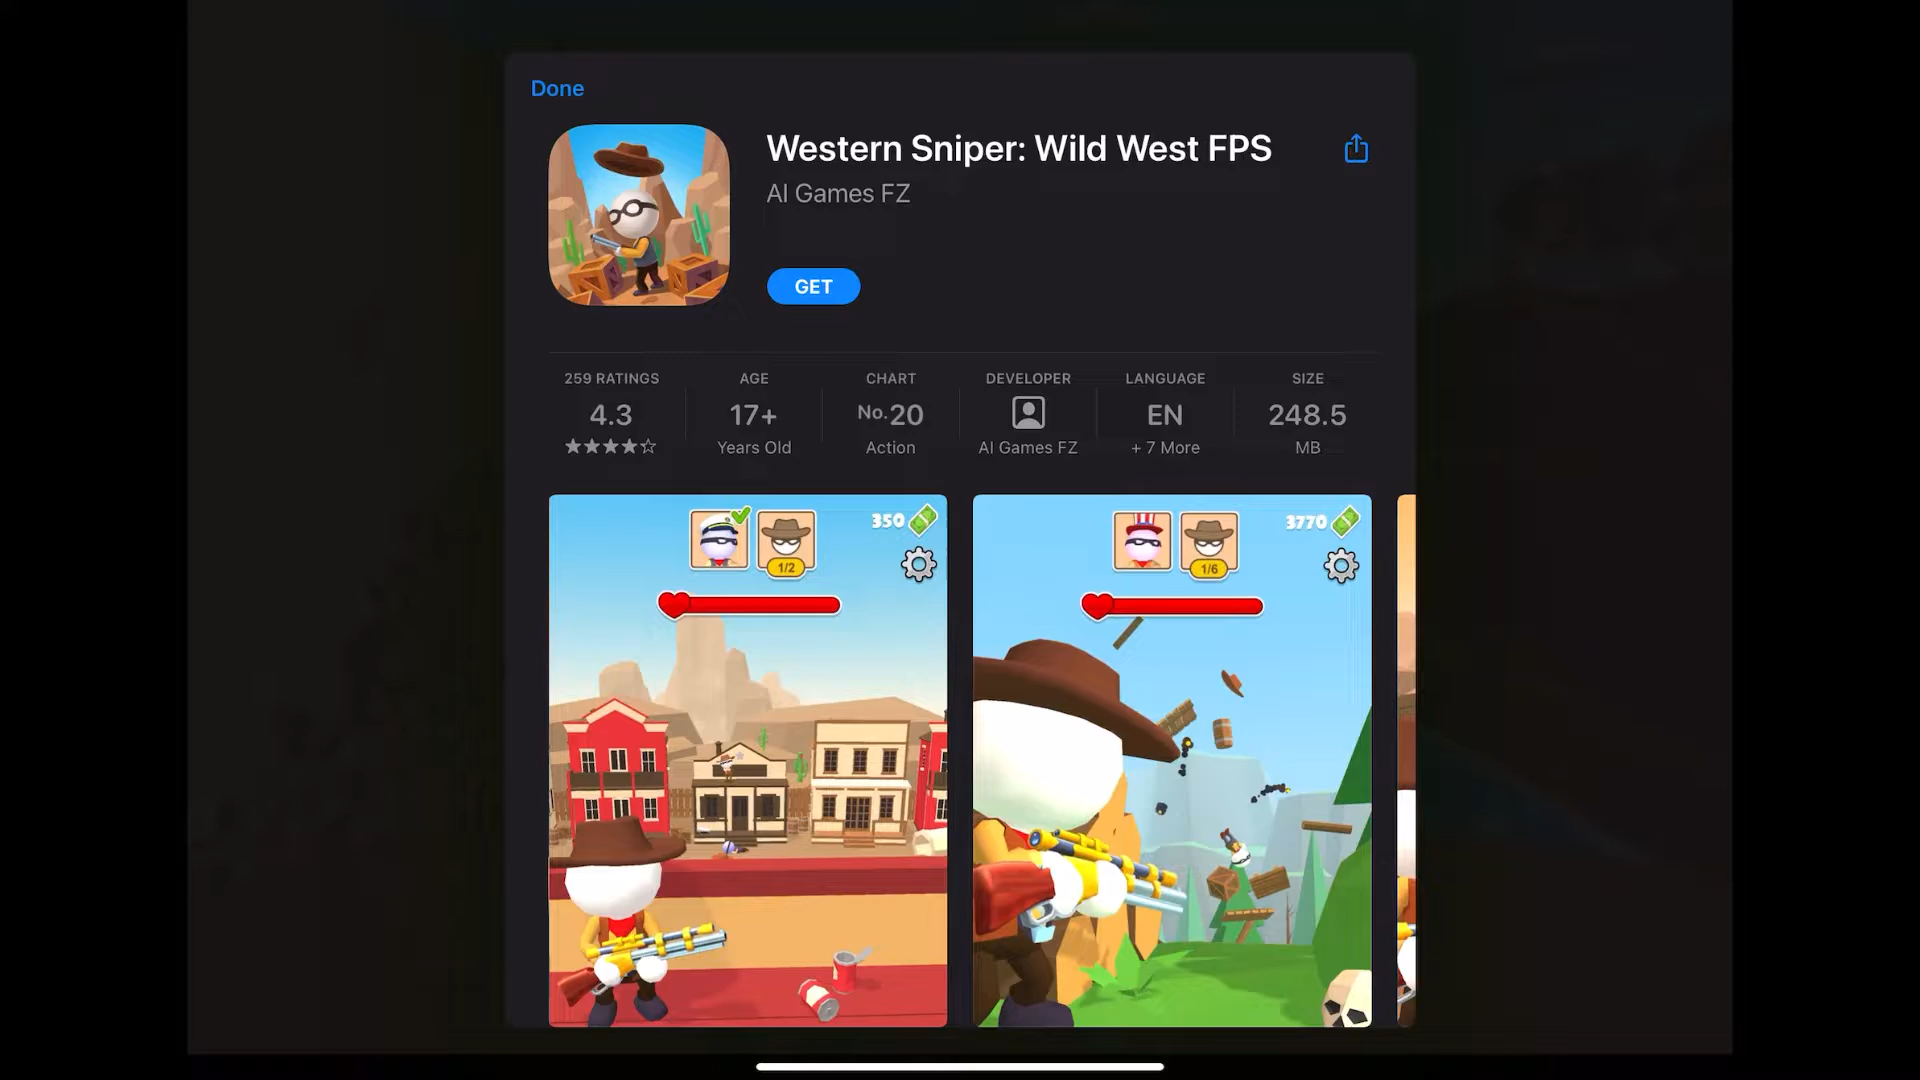 Done
Western Sniper: Wild West FPS
AI Games FZ
GET
259 RATINGS
4.3
AGE
17+
Years Old
CHART
No.20
Action
DEVELOPER
AI Games FZ
LANGUAGE
EN
+ 7 More
SIZE
248.5
MB
350
1/2
3770
1/6